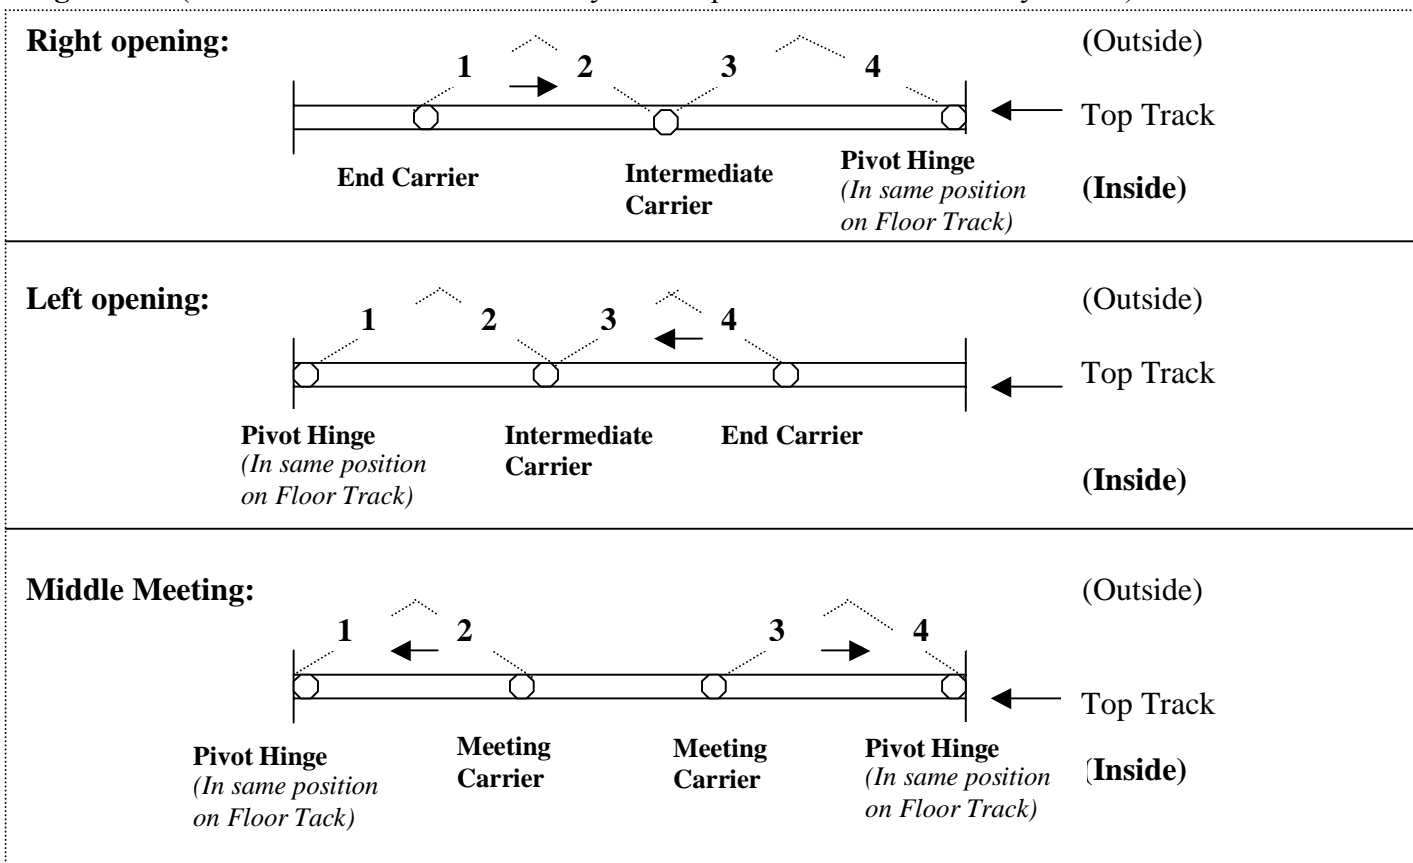 Right opening:
(Outside)
1 2 3 4
Top Track
End Carrier
Intermediate
Carrier
Pivot Hinge
(In same position
on Floor Track)
(Inside)
Left opening:
(Outside)
1 2 3 4
Top Track
Pivot Hinge
(In same position
on Floor Track)
Intermediate
Carrier
End Carrier
(Inside)
Middle Meeting:
(Outside)
1 2 3 4
Top Track
Pivot Hinge
(In same position
on Floor Tack)
Meeting
Carrier
Meeting
Carrier
Pivot Hinge
(In same position
on Floor Track)
(Inside)